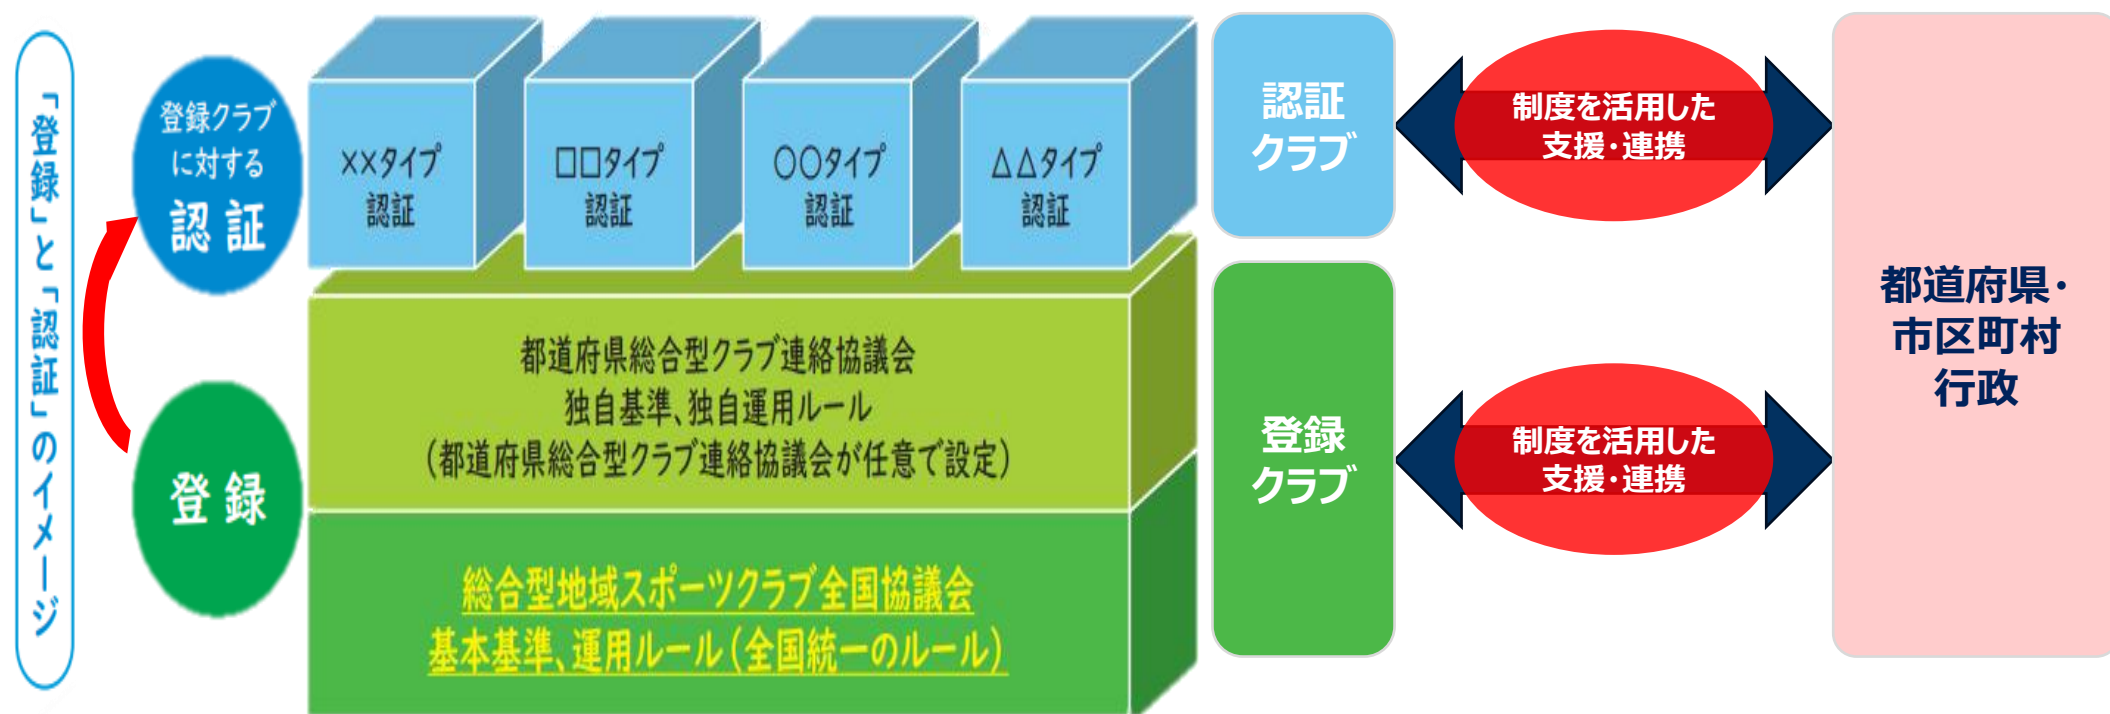 「登録」と「認証」のイメージ
登録クラブ
に対する
認証
登録
××タイプ
認証
□□タイプ
認証
○○タイプ
認証
△△タイプ
認証
都道府県総合型クラブ連絡協議会
独自基準、独自運用ルール
(都道府県総合型クラブ連絡協議会が任意で設定)
総合型地域スポーツクラブ全国協議会
基本基準、運用ルール(全国統一のルール)
認証
クラブ
登録
クラブ
制度を活用した
支援・連携
制度を活用した
支援・連携
都道府県・
市区町村
行政